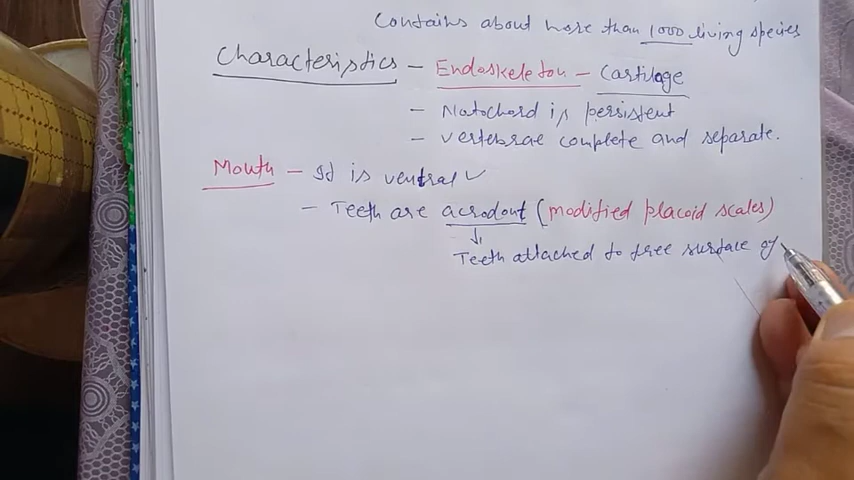 Contains about more than 1000 living species
Characteristics - Endoskeleton - Cartilage
- Notochord is persistent
- Vertebrae complete and separate.
Mouth - It is ventral ✓
- Teeth are acrodont (modified placoid scales)
↓
Teeth attached to free surface of